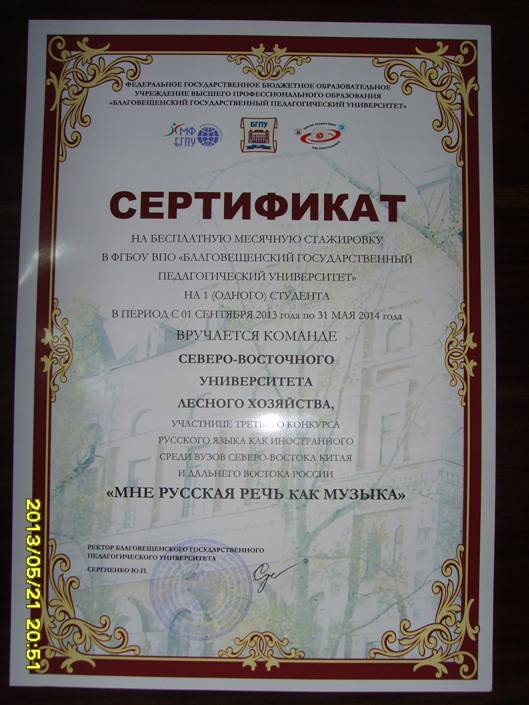 ФЕДЕРАЛЬНОЕ ГОСУДАРСТВЕННОЕ БЮДЖЕТНОЕ ОБРАЗОВАТЕЛЬНОЕ
УЧРЕЖДЕНИЕ ВЫСШЕГО ПРОФЕССИОНАЛЬНОГО ОБРАЗОВАНИЯ
«БЛАГОВЕЩЕНСКИЙ ГОСУДАРСТВЕННЫЙ ПЕДАГОГИЧЕСКИЙ УНИВЕРСИТЕТ»
МФ
БГПУ
БГПУ
СЕРТИФИКАТ
НА БЕСПЛАТНУЮ МЕСЯЧНУЮ СТАЖИРОВКУ
В ФГБОУ ВПО «БЛАГОВЕЩЕНСКИЙ ГОСУДАРСТВЕННЫЙ
ПЕДАГОГИЧЕСКИЙ УНИВЕРСИТЕТ»
НА 1 (ОДНОГО) СТУДЕНТА
В ПЕРИОД С 01 СЕНТЯБРЯ 2013 года по 31 МАЯ 2014 года
ВРУЧАЕТСЯ КОМАНДЕ
СЕВЕРО-ВОСТОЧНОГО
УНИВЕРСИТЕТА
ЛЕСНОГО ХОЗЯЙСТВА,
УЧАСТНИЦЕ ТРЕТЬЕГО КОНКУРСА
РУССКОГО ЯЗЫКА КАК ИНОСТРАННОГО
СРЕДИ ВУЗОВ СЕВЕРО-ВОСТОКА КИТАЯ
И ДАЛЬНЕГО ВОСТОКА РОССИИ
«МНЕ РУССКАЯ РЕЧЬ КАК МУЗЫКА»
РЕКТОР БЛАГОВЕЩЕНСКОГО ГОСУДАРСТВЕННОГО
ПЕДАГОГИЧЕСКОГО УНИВЕРСИТЕТА
СЕРГИЕНКО Ю.П.
2013/05/21 20:51